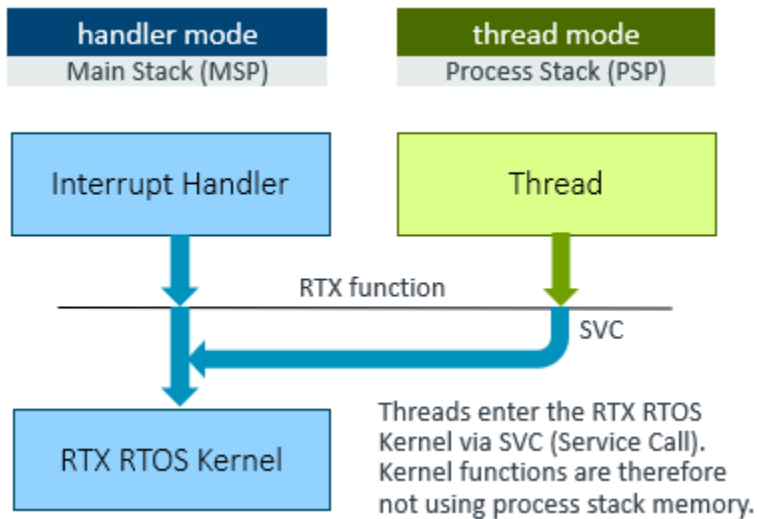 handler mode
Main Stack (MSP)
thread mode
Process Stack (PSP)
Interrupt Handler
Thread
RTX function
SVC
RTX RTOS Kernel
Threads enter the RTX RTOS
Kernel via SVC (Service Call).
Kernel functions are therefore
not using process stack memory.